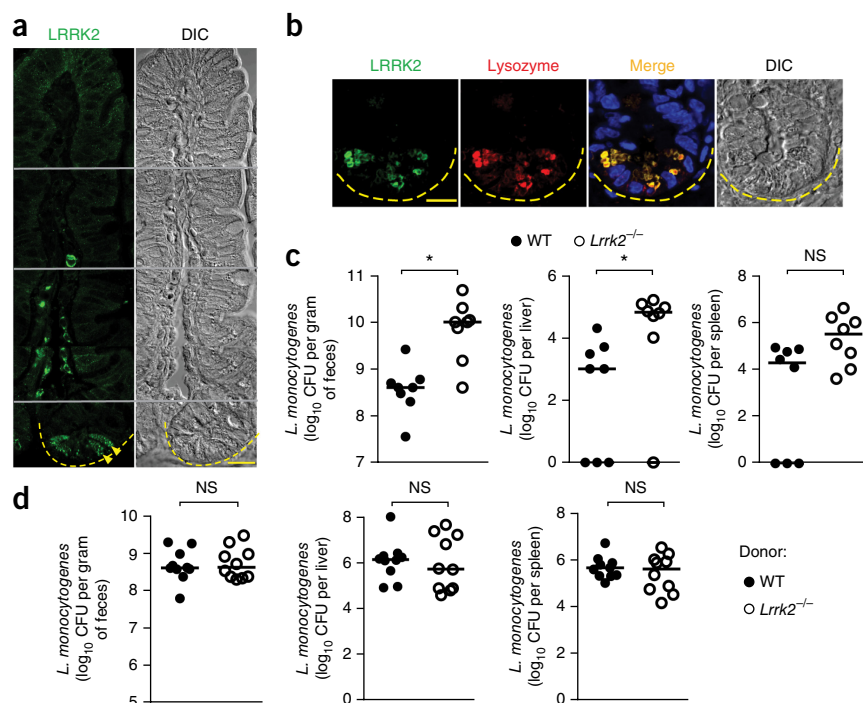 a
LRRK2 DIC
b
LRRK2 Lysozyme Merge DIC
WT Lrrk2–/–
c
*
L. monocytogenes
(log10 CFU per gram
of feces)
11
10
9
8
7
*
L. monocytogenes
(log10 CFU per liver)
6
4
2
0
NS
L. monocytogenes
(log10 CFU per spleen)
8
6
4
2
0
d
NS
L. monocytogenes
(log10 CFU per gram
of feces)
10
9
8
7
6
5
NS
L. monocytogenes
(log10 CFU per liver)
8
6
4
2
0
NS
L. monocytogenes
(log10 CFU per spleen)
8
6
4
2
0
Donor:
WT
Lrrk2–/–